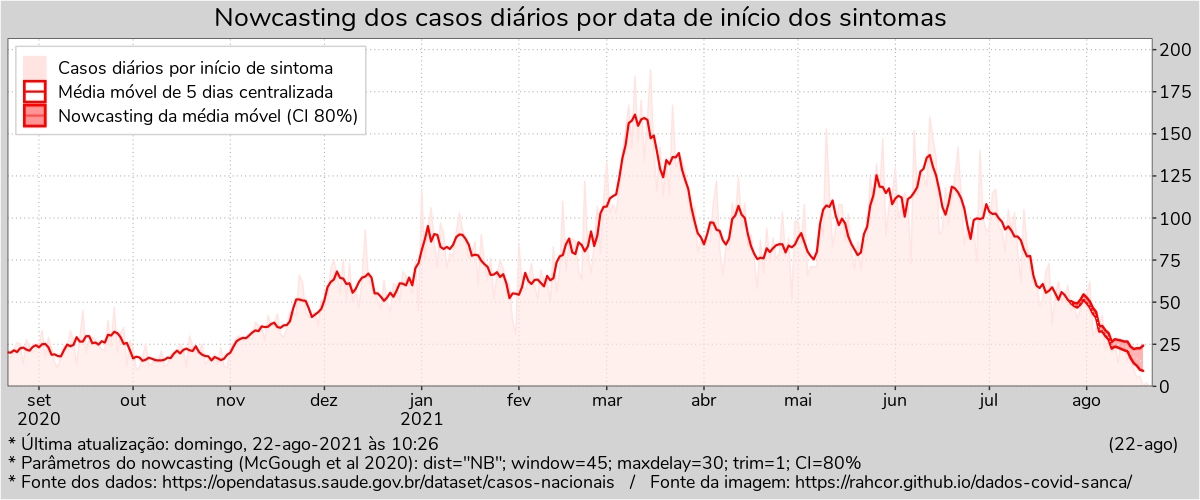 Nowcasting dos casos diários por data de início dos sintomas
Casos diários por início de sintoma
Média móvel de 5 dias centralizada
Nowcasting da média móvel (CI 80%)
200
175
150
125
100
75
50
25
0
set out nov dez jan fev mar abr mai jun jul ago
2020 2021
* Última atualização: domingo, 22-ago-2021 às 10:26 (22-ago)
* Parâmetros do nowcasting (McGough et al 2020): dist="NB"; window=45; maxdelay=30; trim=1; CI=80%
* Fonte dos dados: https://opendatasus.saude.gov.br/dataset/casos-nacionais / Fonte da imagem: https://rahcor.github.io/dados-covid-sanca/